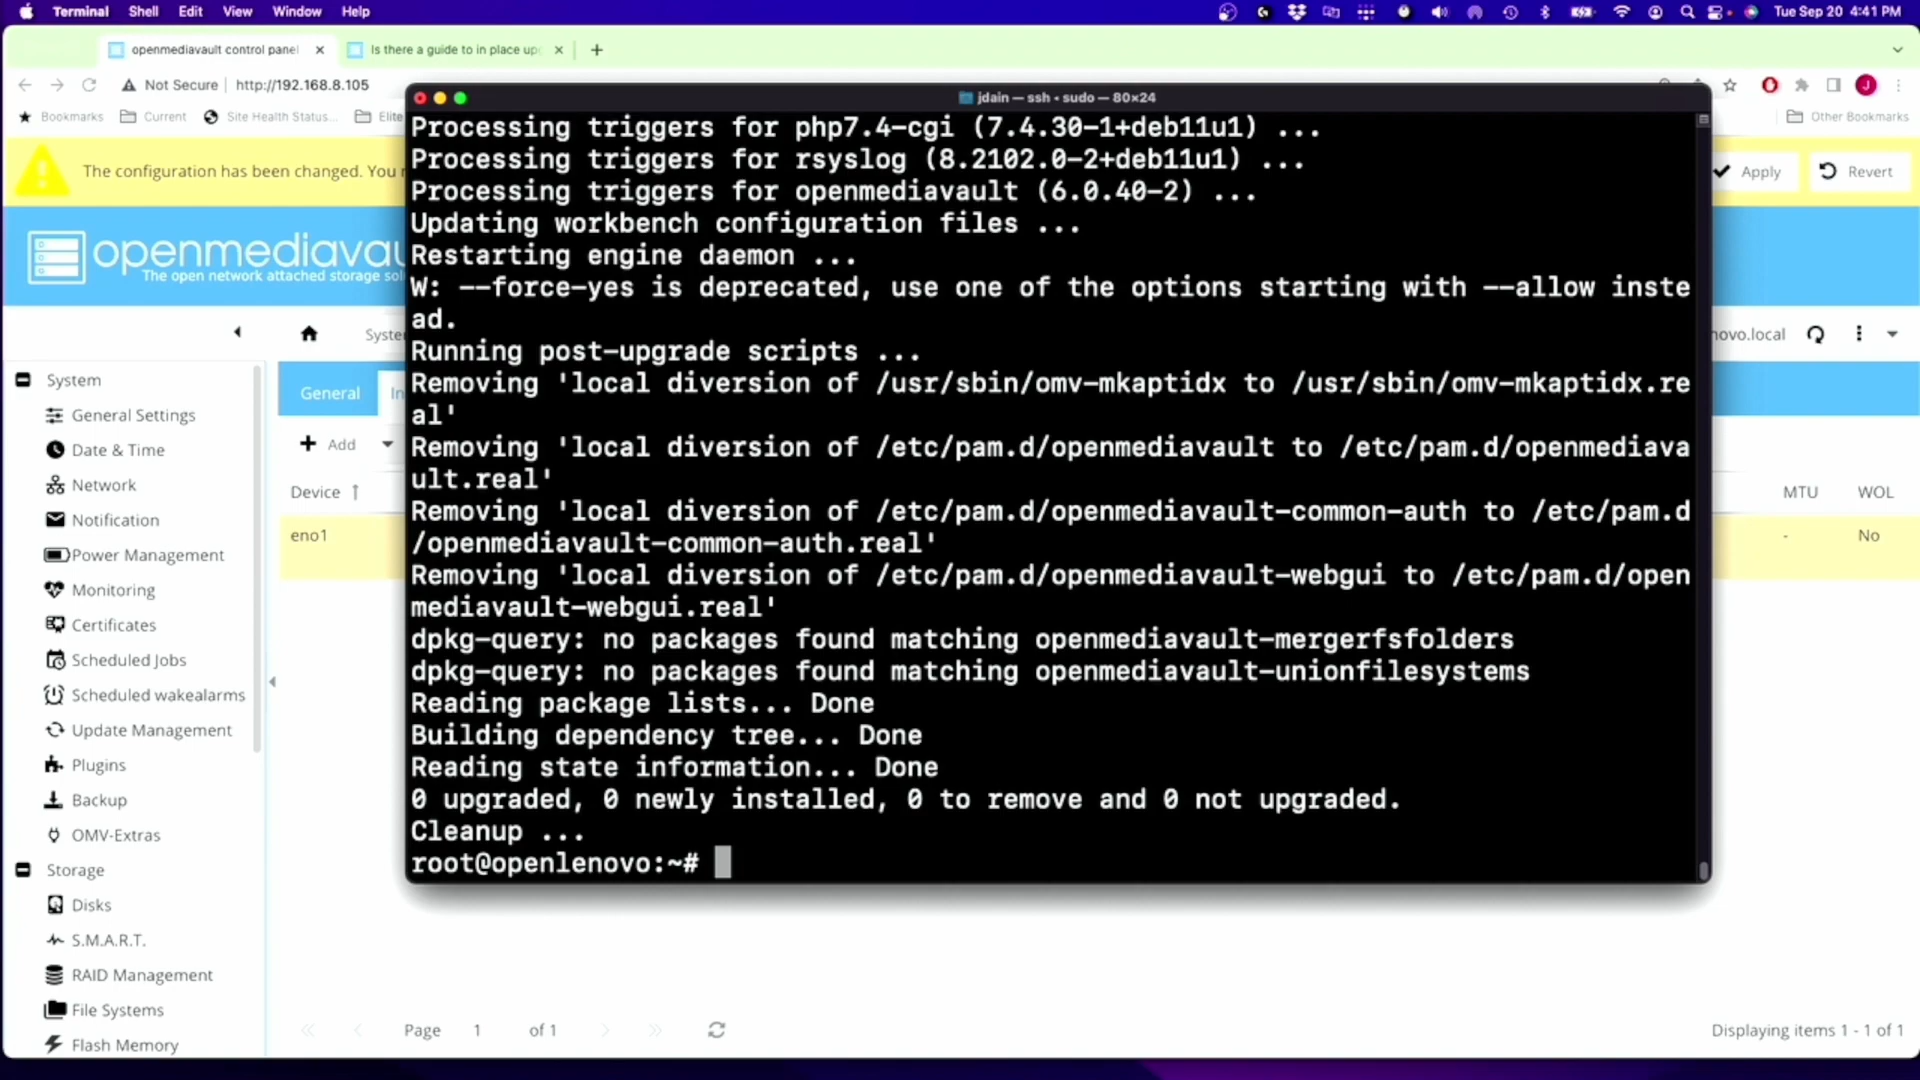 Terminal Shell Edit View Window Help Tue Sep 20 4:41 PM
openmediavault control panel Is there a guide to in place upg
Not Secure http://192.168.8.105
Bookmarks Current Site Health Status... Elite Other Bookmarks
The configuration has been changed. You Apply Revert
openmediavau
The open network attached storage sol
Syste novo.local
System
General Settings
Date & Time
Network
Notification
Power Management
Monitoring
Certificates
Scheduled Jobs
Scheduled wakealarms
Update Management
Plugins
Backup
OMV-Extras
Storage
Disks
S.M.A.R.T.
RAID Management
File Systems
Flash Memory
General In
Add
Device MTU WOL
eno1 - No
jdain — ssh ◂ sudo — 80×24
Processing triggers for php7.4-cgi (7.4.30-1+deb11u1) ...
Processing triggers for rsyslog (8.2102.0-2+deb11u1) ...
Processing triggers for openmediavault (6.0.40-2) ...
Updating workbench configuration files ...
Restarting engine daemon ...
W: --force-yes is deprecated, use one of the options starting with --allow inste
ad.
Running post-upgrade scripts ...
Removing 'local diversion of /usr/sbin/omv-mkaptidx to /usr/sbin/omv-mkaptidx.re
al'
Removing 'local diversion of /etc/pam.d/openmediavault to /etc/pam.d/openmediava
ult.real'
Removing 'local diversion of /etc/pam.d/openmediavault-common-auth to /etc/pam.d
/openmediavault-common-auth.real'
Removing 'local diversion of /etc/pam.d/openmediavault-webgui to /etc/pam.d/open
mediavault-webgui.real'
dpkg-query: no packages found matching openmediavault-mergerfsfolders
dpkg-query: no packages found matching openmediavault-unionfilesystems
Reading package lists... Done
Building dependency tree... Done
Reading state information... Done
0 upgraded, 0 newly installed, 0 to remove and 0 not upgraded.
Cleanup ...
root@openlenovo:~#
Page 1 of 1 Displaying items 1 - 1 of 1
J